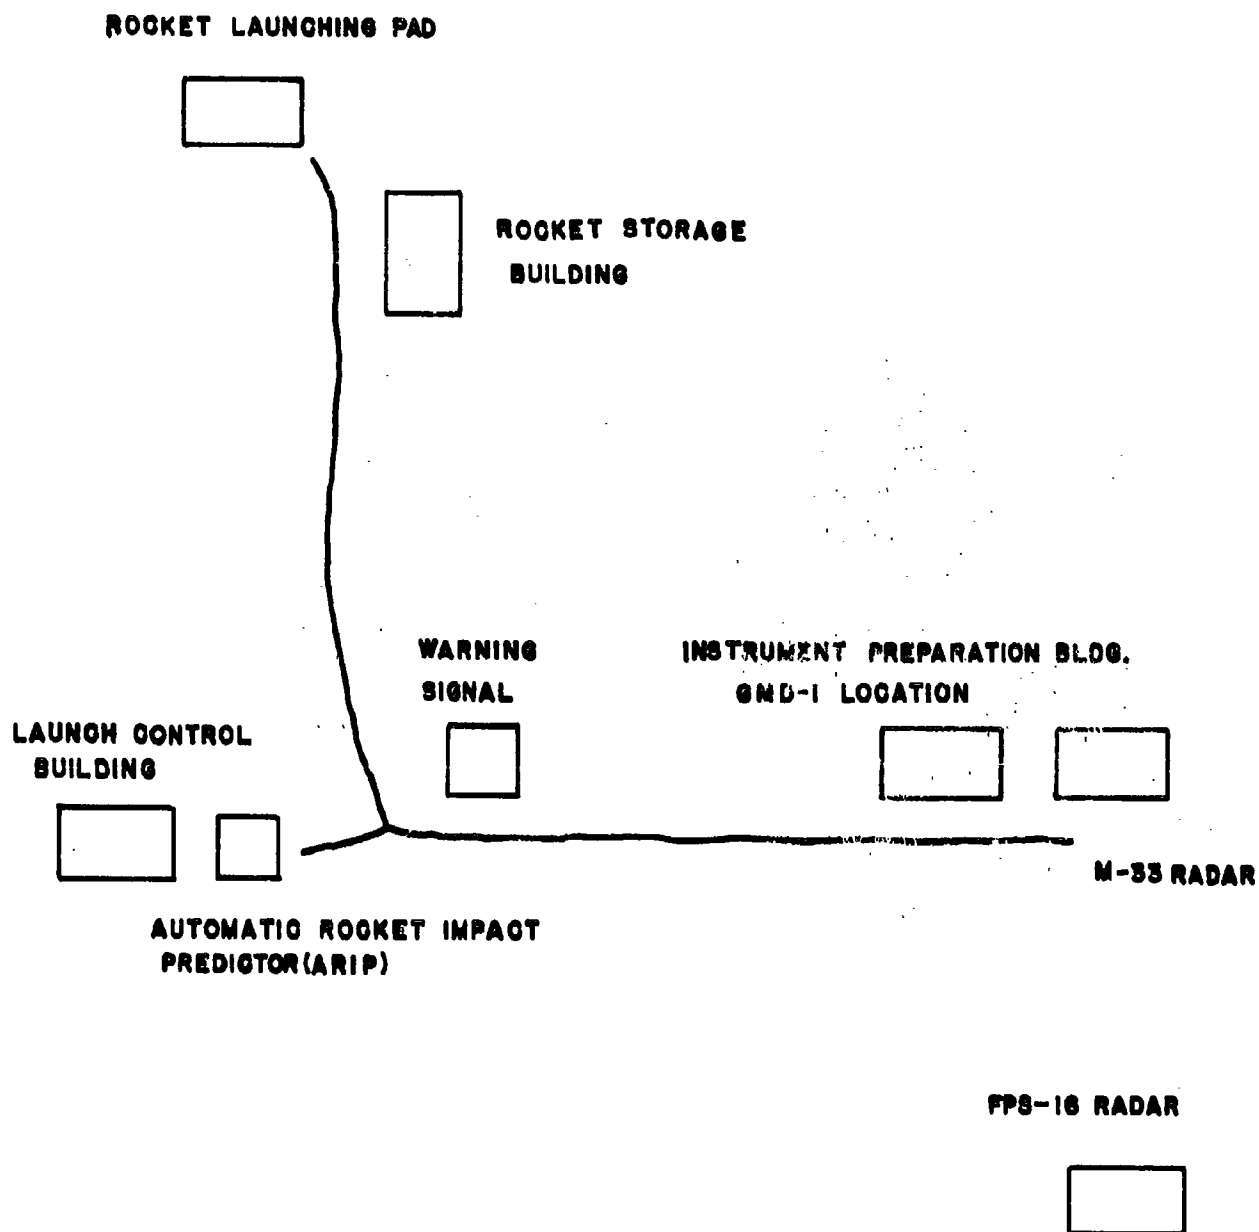 ROCKET LAUNCHING PAD
ROCKET STORAGE
BUILDING
WARNING
SIGNAL
INSTRUMENT PREPARATION BLDG.
GMD-1 LOCATION
LAUNCH CONTROL
BUILDING
M-33 RADAR
AUTOMATIC ROCKET IMPACT
PREDICTOR(ARIP)
FPS-16 RADAR